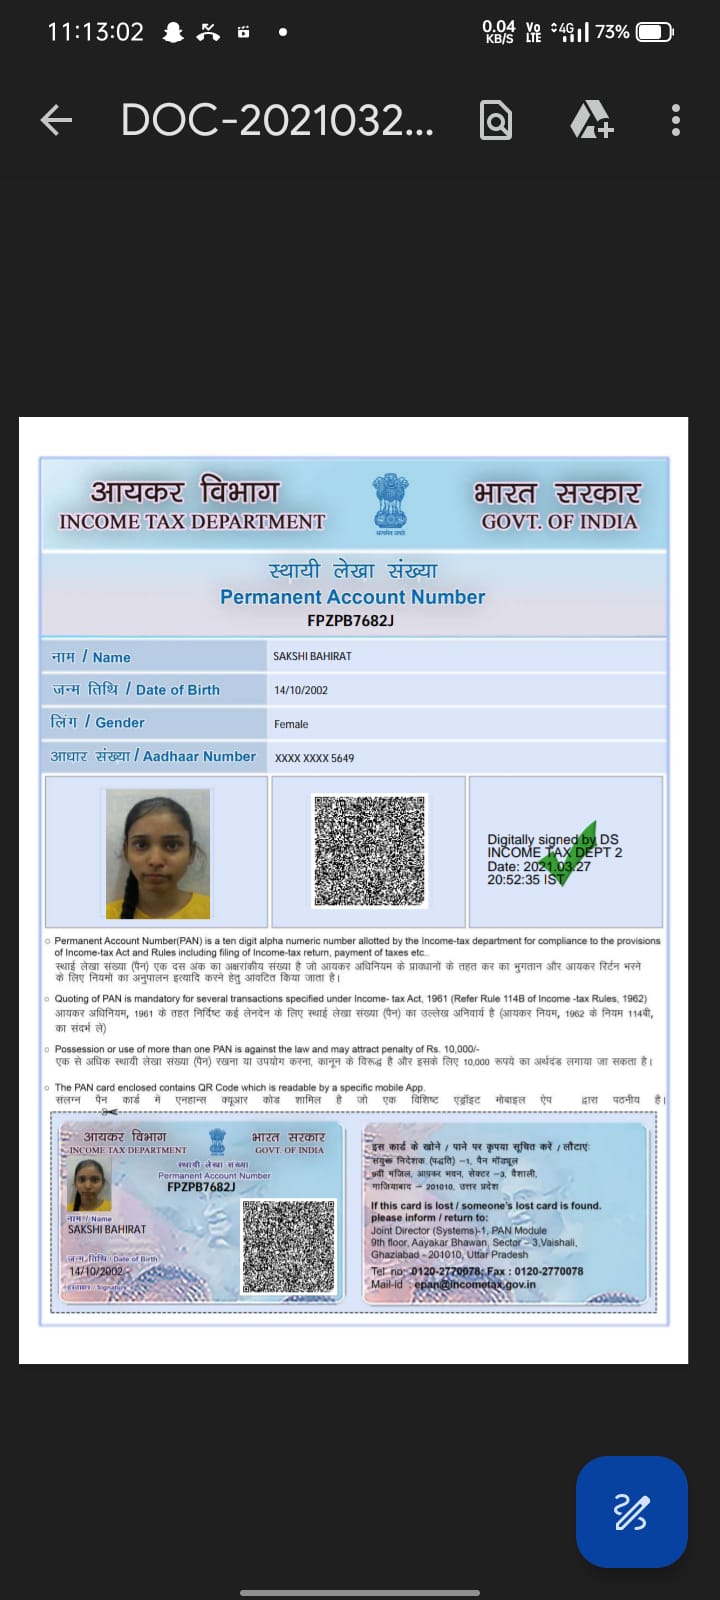 11:13:02
0.04 KB/S Vo LTE 4G 73%
DOC-2021032...
आयकर विभाग भारत सरकार
INCOME TAX DEPARTMENT GOVT. OF INDIA
सत्यमेव जयते
स्थायी लेखा संख्या
Permanent Account Number
FPZPB7682J
नाम / Name SAKSHI BAHIRAT
जन्म तिथि / Date of Birth 14/10/2002
लिंग / Gender Female
आधार संख्या / Aadhaar Number XXXX XXXX 5649
Digitally signed by DS
INCOME TAX DEPT 2
Date: 2021.03.27
20:52:35 IST
Permanent Account Number(PAN) is a ten digit alpha numeric number allotted by the Income-tax department for compliance to the provisions
of Income-tax Act and Rules including filing of Income-tax return, payment of taxes etc..
स्थाई लेखा संख्या (पैन) एक दस अंक का अक्षरांकीय संख्या है जो आयकर अधिनियम के प्रावधानों के तहत कर का भुगतान और आयकर रिर्टन भरने
के लिए नियमों का अनुपालन इत्यादि करने हेतु आवंटित किया जाता है।
Quoting of PAN is mandatory for several transactions specified under Income- tax Act, 1961 (Refer Rule 114B of Income -tax Rules, 1962)
आयकर अधिनियम, 1961 के तहत निर्दिष्ट कई लेनदेन के लिए स्थाई लेखा संख्या (पैन) का उल्लेख अनिवार्य है (आयकर नियम, 1962 के नियम 114बी,
का संदर्भ लें)
Possession or use of more than one PAN is against the law and may attract penalty of Rs. 10,000/-
एक से अधिक स्थायी लेखा संख्या (पैन) रखना या उपयोग करना, कानून के विरूद्ध है और इसके लिए 10,000 रूपये का अर्थदंड लगाया जा सकता है।
The PAN card enclosed contains QR Code which is readable by a specific mobile App.
संलग्न पैन कार्ड में एनहान्स क्यूआर कोड शामिल है जो एक विशिष्ट एंड्रॉइट मोबाइल ऐप द्वारा पठनीय है।
आयकर विभाग भारत सरकार
INCOME TAX DEPARTMENT GOVT. OF INDIA
स्थायी लेखा संख्या
Permanent Account Number
FPZPB7682J
नाम / Name
SAKSHI BAHIRAT
जन्म तिथि / Date of Birth
14/10/2002
हस्ताक्षर / Signature
इस कार्ड के खोने / पाने पर कृपया सूचित करें / लौटाएं:
संयुक्त निदेशक (पद्धति) –1, पैन मॉड्यूल
9वीं मंजिल, आयकर भवन, सेक्टर –3, वैशाली,
गाजियाबाद – 201010, उत्तर प्रदेश
If this card is lost / someone's lost card is found.
please inform / return to:
Joint Director (Systems)-1, PAN Module
9th floor, Aayakar Bhawan, Sector – 3,Vaishali,
Ghaziabad - 201010, Uttar Pradesh
Tel no: 0120-2770078; Fax : 0120-2770078
Mail-id : epan@incometax.gov.in